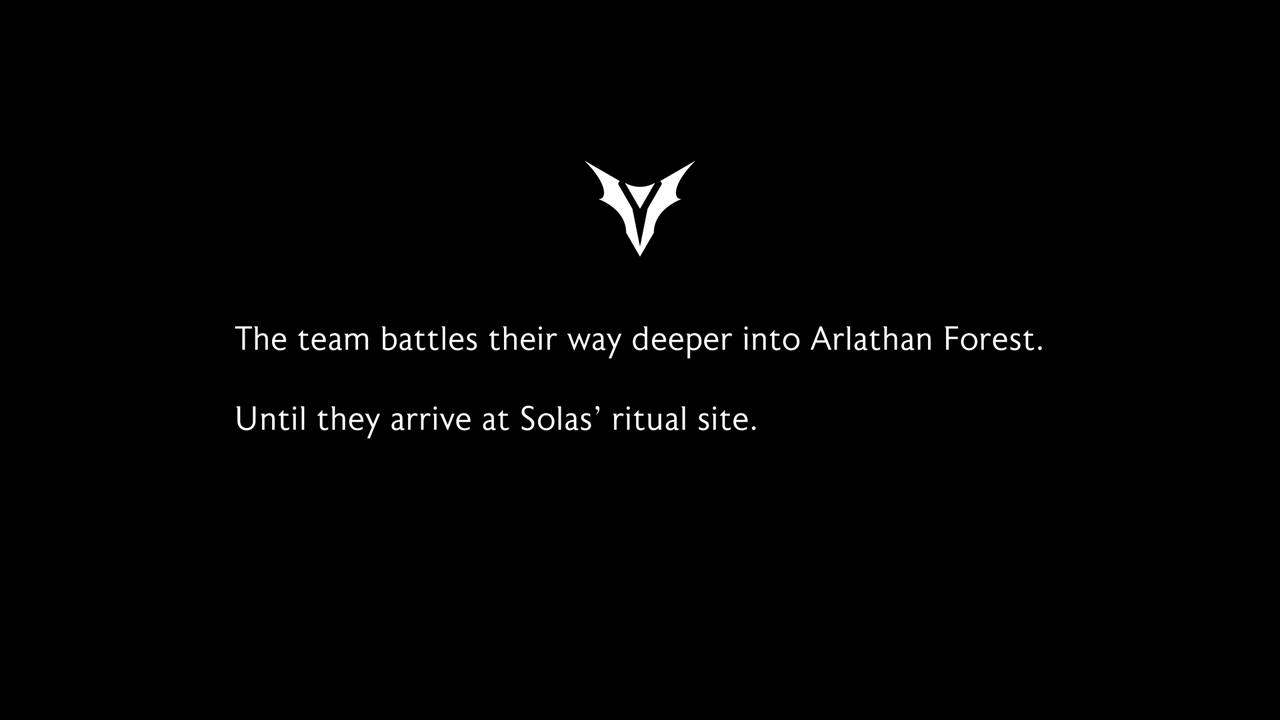 The team battles their way deeper into Arlathan Forest.
Until they arrive at Solas’ ritual site.